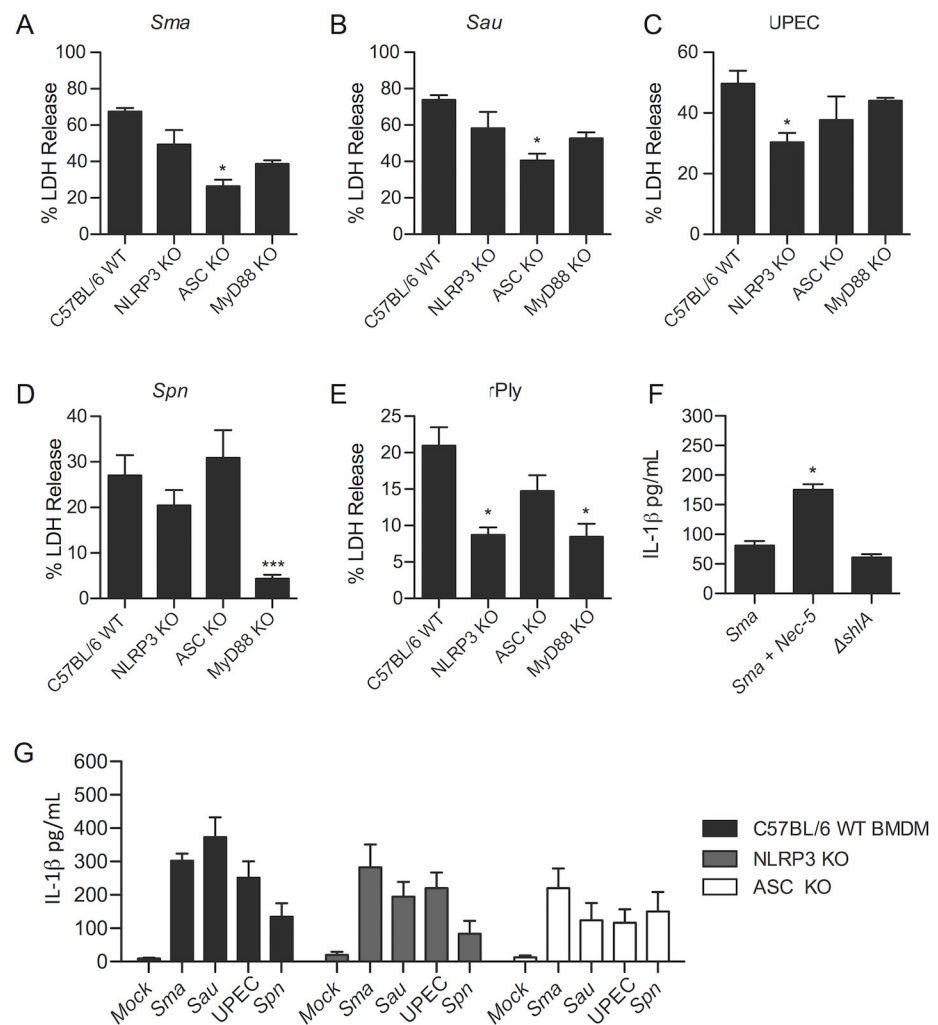 A
Sma
% LDH Release
100
80
60
40
20
0
*
C57BL/6 WT
NLRP3 KO
ASC KO
MyD88 KO
B
Sau
% LDH Release
100
80
60
40
20
0
*
C57BL/6 WT
NLRP3 KO
ASC KO
MyD88 KO
C
UPEC
% LDH Release
60
40
20
0
*
C57BL/6 WT
NLRP3 KO
ASC KO
MyD88 KO
D
Spn
% LDH Release
40
30
20
10
0
***
C57BL/6 WT
NLRP3 KO
ASC KO
MyD88 KO
E
rPly
% LDH Release
25
20
15
10
5
0
*
*
C57BL/6 WT
NLRP3 KO
ASC KO
MyD88 KO
F
IL-1β pg/mL
300
250
200
150
100
50
0
*
Sma
Sma + Nec-5
ΔshlA
G
IL-1β pg/mL
600
500
400
300
200
100
0
Mock
Sma
Sau
UPEC
Spn
Mock
Sma
Sau
UPEC
Spn
Mock
Sma
Sau
UPEC
Spn
C57BL/6 WT BMDM
NLRP3 KO
ASC KO